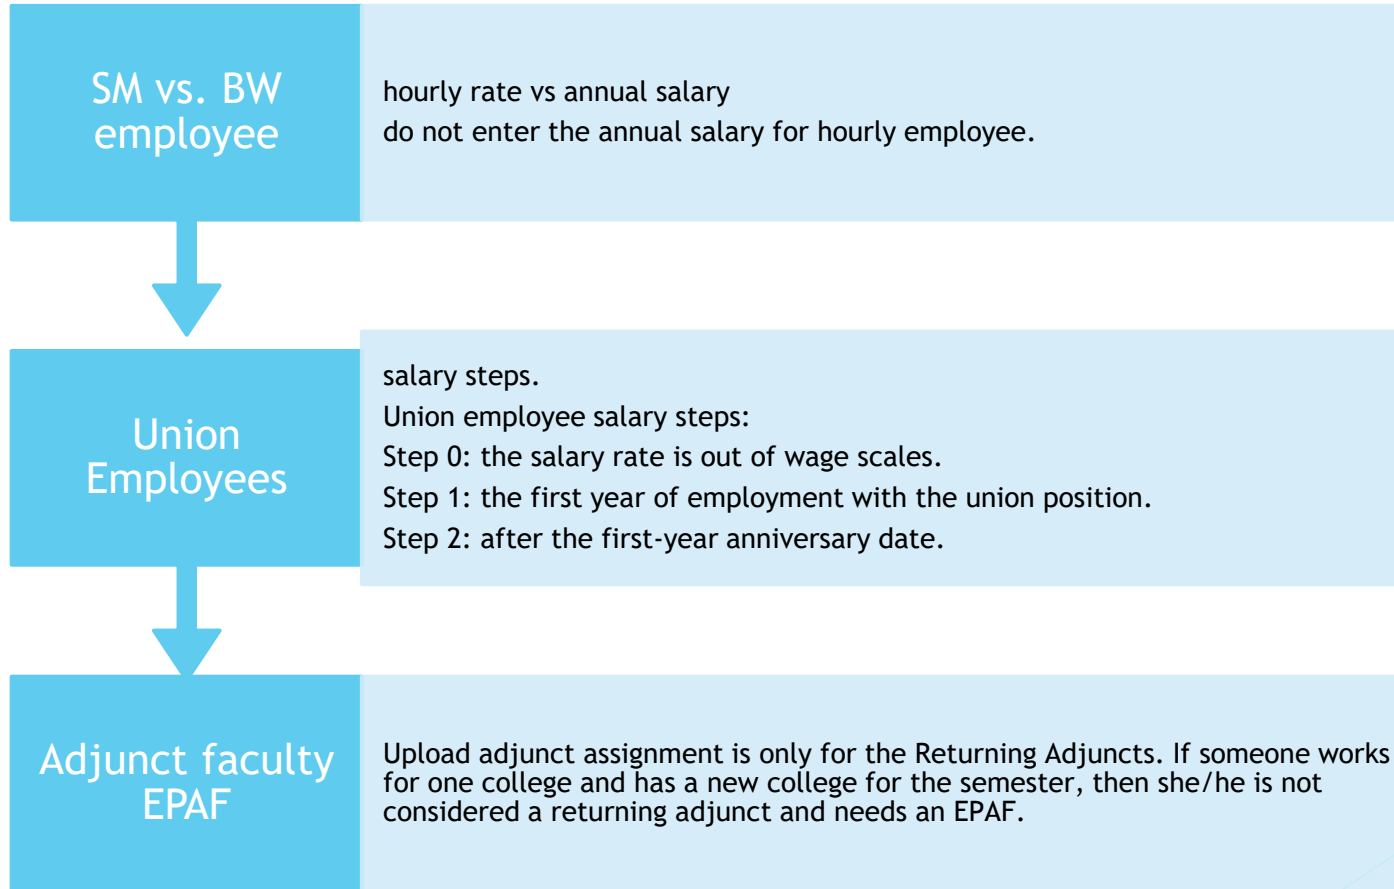 SM vs. BW
employee
hourly rate vs annual salary
do not enter the annual salary for hourly employee.
Union
Employees
salary steps.
Union employee salary steps:
Step 0: the salary rate is out of wage scales.
Step 1: the first year of employment with the union position.
Step 2: after the first-year anniversary date.
Adjunct faculty
EPAF
Upload adjunct assignment is only for the Returning Adjuncts. If someone works
for one college and has a new college for the semester, then she/he is not
considered a returning adjunct and needs an EPAF.